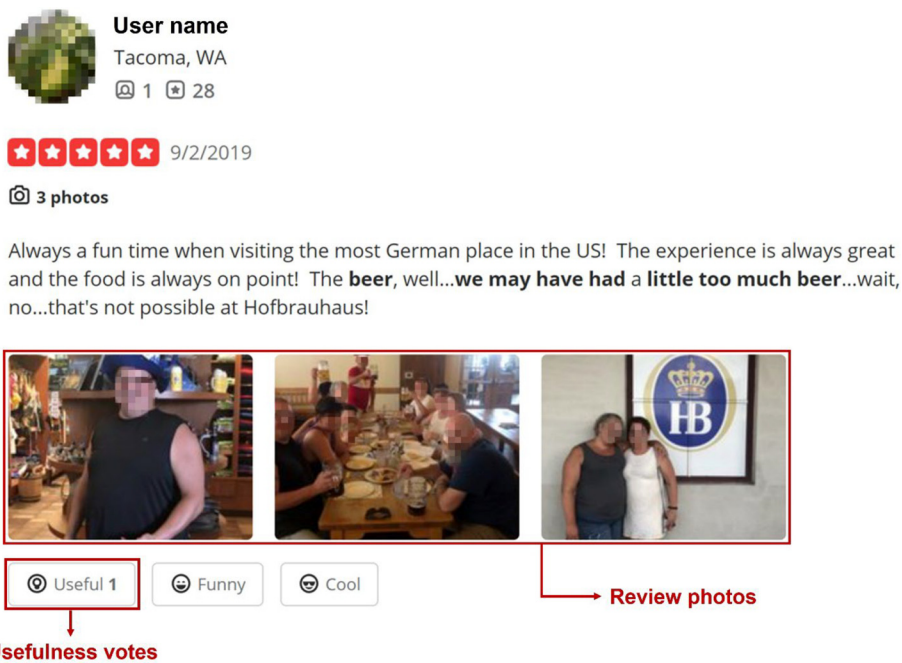 User name
Tacoma, WA
1 28
9/2/2019
3 photos
Always a fun time when visiting the most German place in the US! The experience is always great
and the food is always on point! The beer, well...we may have had a little too much beer...wait,
no...that's not possible at Hofbrauhaus!
HB
Useful 1 Funny Cool
Review photos
sefulness votes